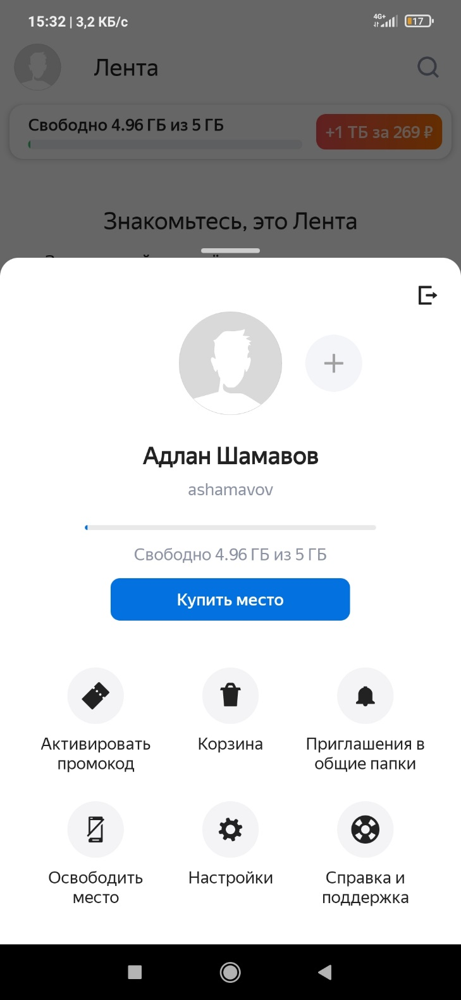 15:32 | 3,2 КБ/с
4G+
17
Лента
Свободно 4.96 ГБ из 5 ГБ
+1 ТБ за 269 ₽
Знакомьтесь, это Лента
Адлан Шамавов
ashamavov
Свободно 4.96 ГБ из 5 ГБ
Купить место
Активировать
промокод
Корзина
Приглашения в
общие папки
Освободить
место
Настройки
Справка и
поддержка